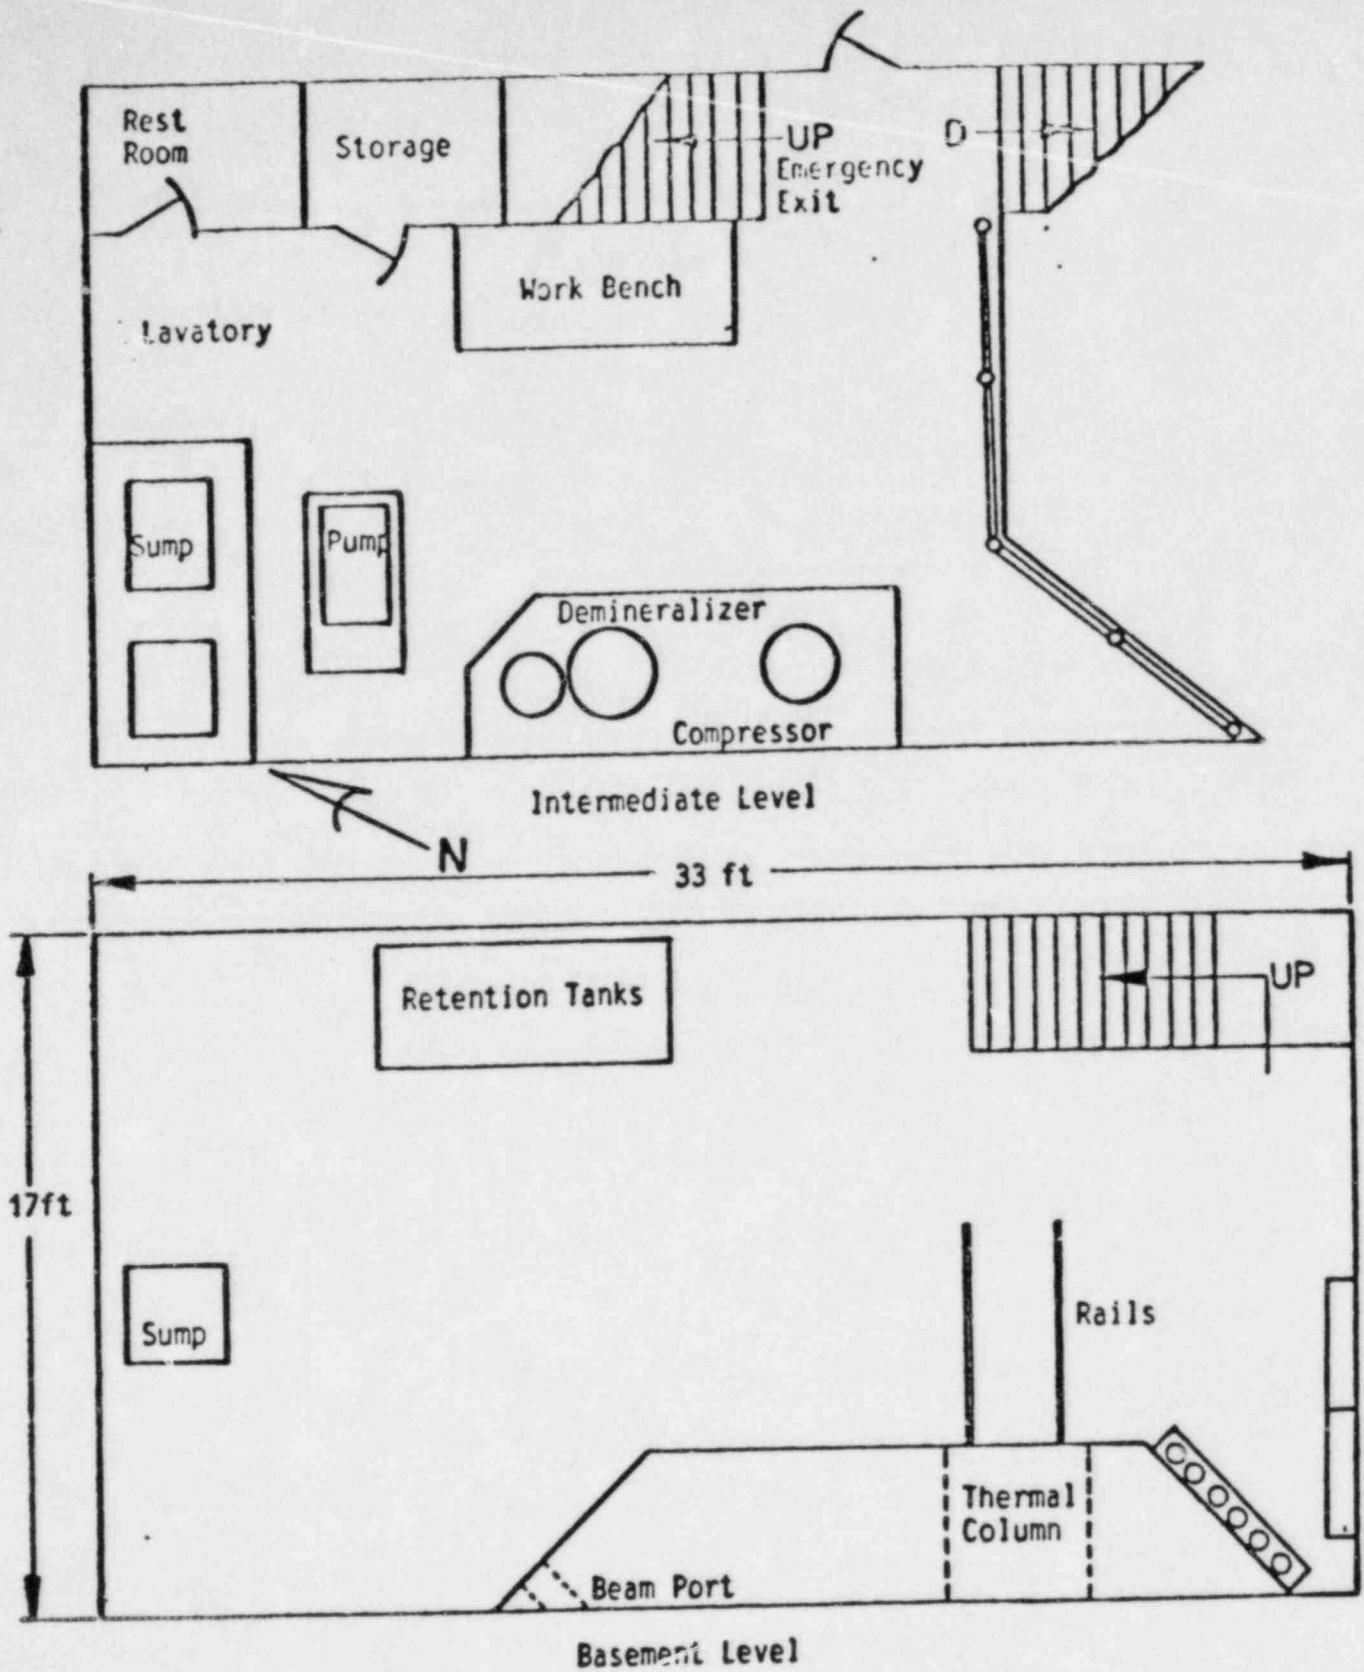 Rest
Room
Storage
UP
Emergency
Exit
D
Work Bench
Lavatory
Sump
Pump
Demineralizer
Compressor
Intermediate Level
N
33 ft
Retention Tanks
UP
17ft
Sump
Rails
Thermal
Column
Beam Port
Basement Level